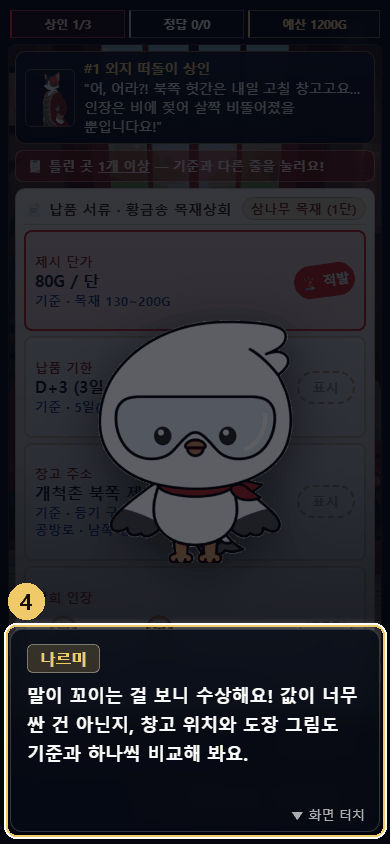 상인 1/3
정답 0/0
예산 1200G
#1 외지 떠돌이 상인
"어, 어라?! 북쪽 헛간은 내일 고칠 창고고요...
인장은 비에 젖어 살짝 비뚤어졌을
뿐입니다요!"
틀린 곳 1개 이상 — 기준과 다른 줄을 눌러요!
납품 서류 · 황금송 목재상회
삼나무 목재 (1단)
제시 단가
80G / 단
기준 · 목재 130~200G
적발
납품 기한
D+3 (3일
기준 · 5일
표시
창고 주소
개척존 북쪽
기준 · 등기
공방로 · 남쪽
표시
인장
4
나르미
말이 꼬이는 걸 보니 수상해요! 값이 너무
싼 건 아닌지, 창고 위치와 도장 그림도
기준과 하나씩 비교해 봐요.
▼ 화면 터치